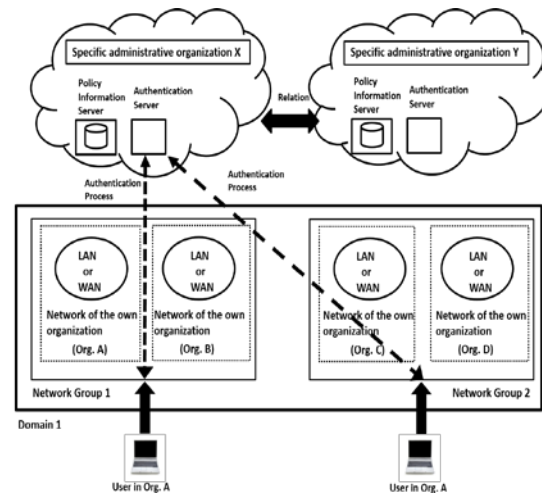 Specific administrative organization X
Specific administrative organization Y
Policy
Information
Server
Authentication
Server
Relation
Policy
Information
Server
Authentication
Server
Authentication
Process
Authentication
Process
LAN
or
WAN
Network of the own
organization
(Org. A)
LAN
or
WAN
Network of the own
organization
(Org. B)
LAN
or
WAN
Network of the own
organization
(Org. C)
LAN
or
WAN
Network of the own
organization
(Org. D)
Network Group 1
Network Group 2
Domain 1
User in Org. A
User in Org. A